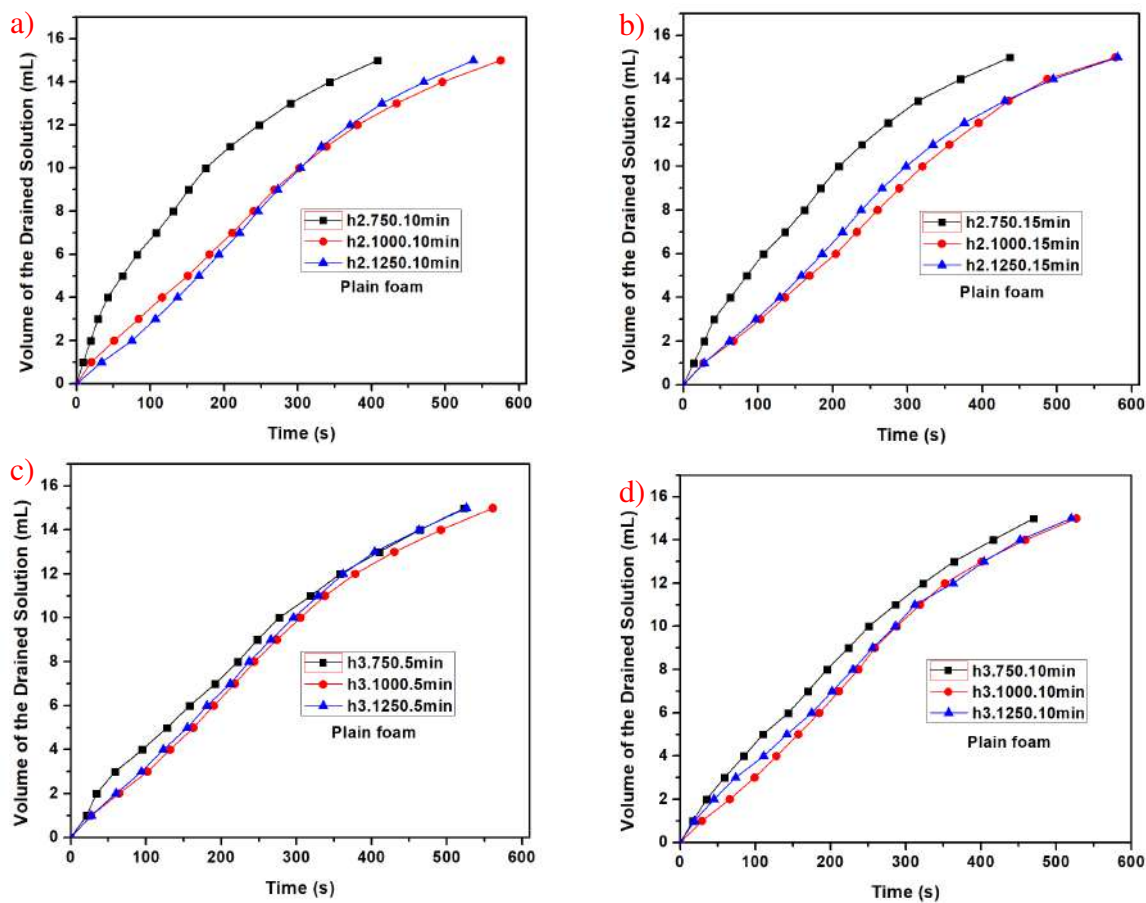 a)
Volume of the Drained Solution (mL)
16
14
12
10
8
6
4
2
0
h2.750.10min
h2.1000.10min
h2.1250.10min
Plain foam
0 100 200 300 400 500 600
Time (s)
b)
Volume of the Drained Solution (mL)
16
14
12
10
8
6
4
2
0
h2.750.15min
h2.1000.15min
h2.1250.15min
Plain foam
0 100 200 300 400 500 600
Time (s)
c)
Volume of the Drained Solution (mL)
16
14
12
10
8
6
4
2
0
h3.750.5min
h3.1000.5min
h3.1250.5min
Plain foam
0 100 200 300 400 500 600
Time (s)
d)
Volume of the Drained Solution (mL)
16
14
12
10
8
6
4
2
0
h3.750.10min
h3.1000.10min
h3.1250.10min
Plain foam
0 100 200 300 400 500 600
Time (s)